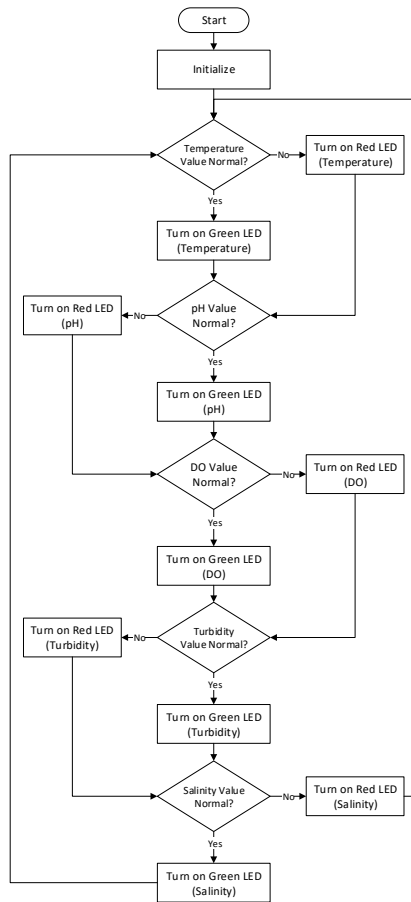 Start
Initialize
Temperature
Value Normal?
No
Turn on Red LED
(Temperature)
Yes
Turn on Green LED
(Temperature)
pH Value
Normal?
No
Turn on Red LED
(pH)
Yes
Turn on Green LED
(pH)
DO Value
Normal?
No
Turn on Red LED
(DO)
Yes
Turn on Green LED
(DO)
Turbidity
Value Normal?
No
Turn on Red LED
(Turbidity)
Yes
Turn on Green LED
(Turbidity)
Salinity Value
Normal?
No
Turn on Red LED
(Salinity)
Yes
Turn on Green LED
(Salinity)